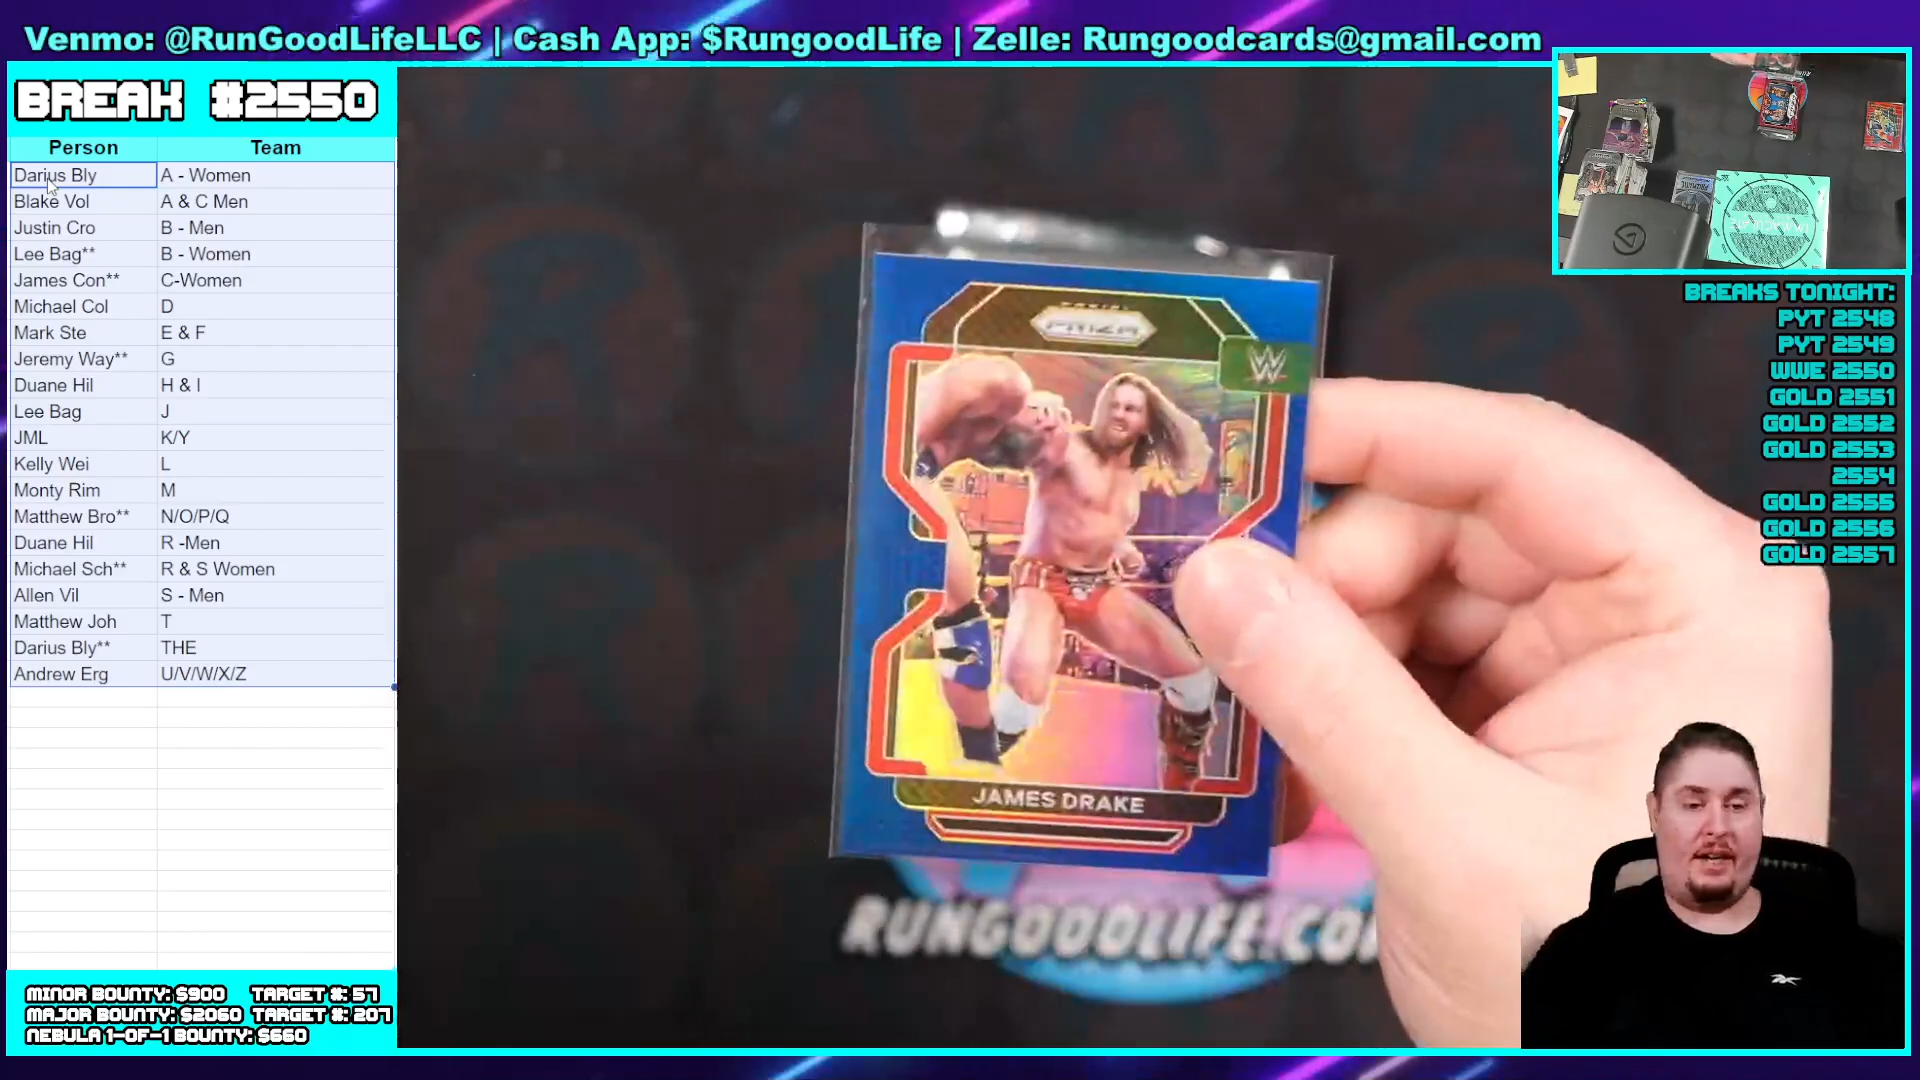 Venmo: @RunGoodLifeLLC | Cash App: $RungoodLife | Zelle: Rungoodcards@gmail.com
BREAK #2550
Person Team
Darius Bly A - Women
Blake Vol A & C Men
Justin Cro B - Men
Lee Bag** B - Women
James Con** C-Women
Michael Col D
Mark Ste E & F
Jeremy Way** G
Duane Hil H & I
Lee Bag J
JML K/Y
Kelly Wei L
Monty Rim M
Matthew Bro** N/O/P/Q
Duane Hil R -Men
Michael Sch** R & S Women
Allen Vil S - Men
Matthew Joh T
Darius Bly** THE
Andrew Erg U/V/W/X/Z
MINOR BOUNTY: $900 TARGET #: 57
MAJOR BOUNTY: $2060 TARGET #: 207
NEBULA 1-OF-1 BOUNTY: $660
PANINI
PRIZM
W
JAMES DRAKE
RUNGOODLIFE.CO
BREAKS TONIGHT:
PYT 2548
PYT 2549
WWE 2550
GOLD 2551
GOLD 2552
GOLD 2553
2554
GOLD 2555
GOLD 2556
GOLD 2557